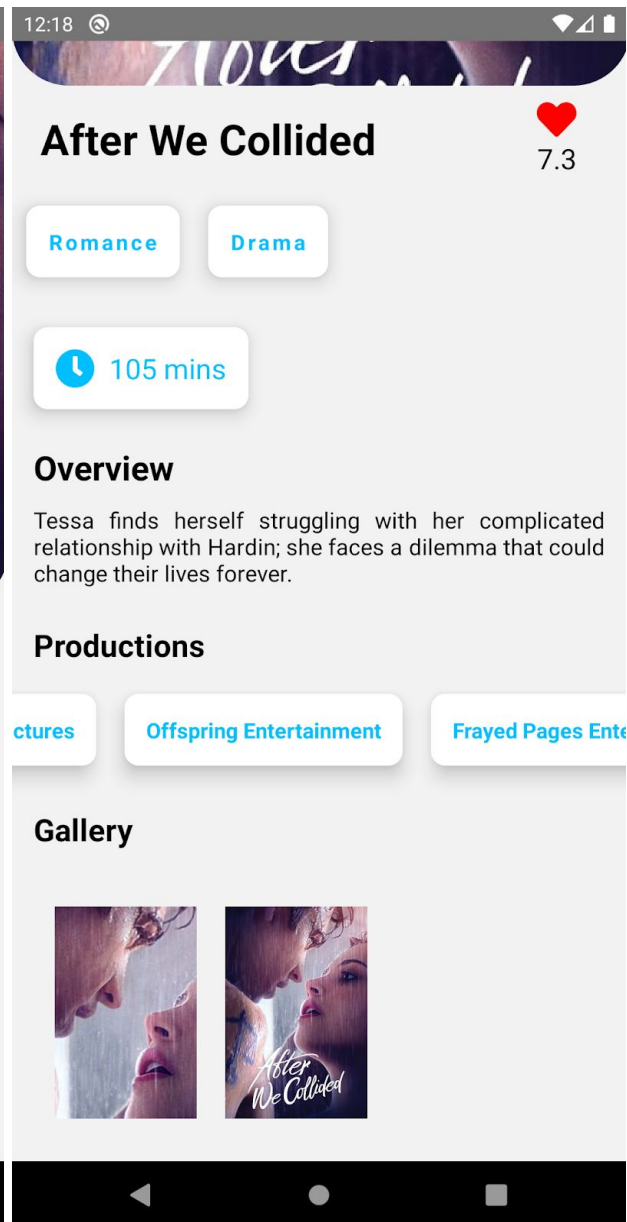 12:18
After
After We Collided
7.3
Romance Drama
105 mins
Overview
Tessa finds herself struggling with her complicated
relationship with Hardin; she faces a dilemma that could
change their lives forever.
Productions
ctures Offspring Entertainment Frayed Pages Ente
Gallery
After
We Collided